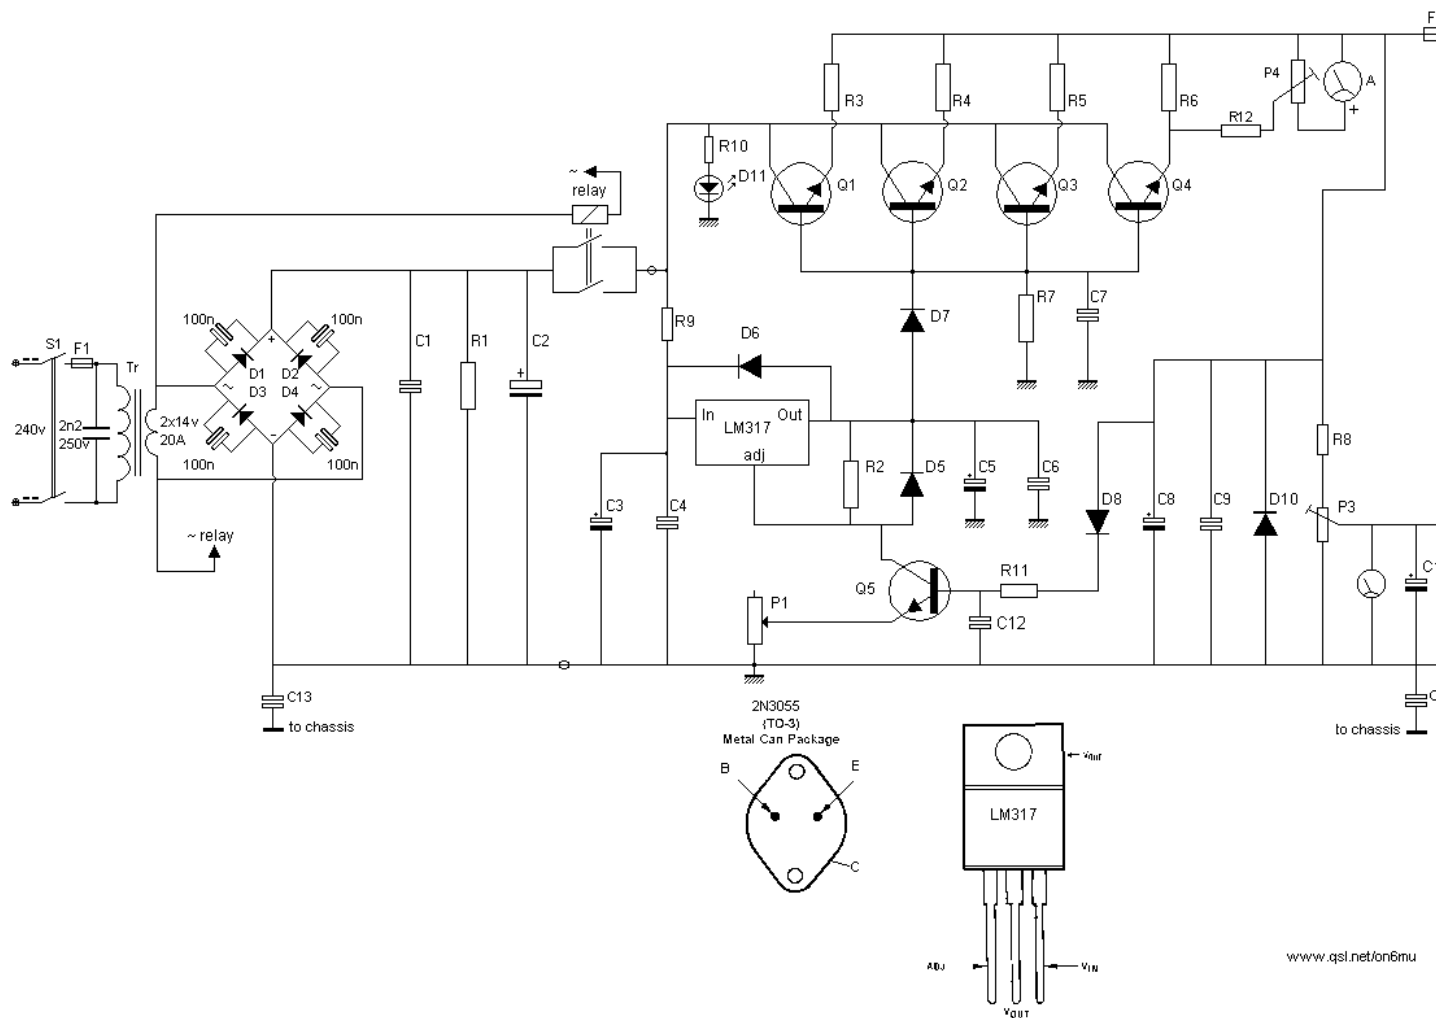 F
P4
A
+
R3
R4
R5
R6
R12
R10
D11
~
relay
Q1
Q2
Q3
Q4
R7
C7
100n
100n
S1
F1
Tr
+
D1
D2
~
~
D3
D4
-
240v
2n2
250v
2x14v
20A
100n
100n
C1
R1
C2
+
R9
D6
D7
In
Out
LM317
adj
R2
D5
C5
+
C6
R8
C3
+
C4
D8
C8
+
C9
D10
P3
~ relay
Q5
R11
C1
+
P1
C12
C13
to chassis
C
to chassis
2N3055
(TO-3)
Metal Can Package
B
E
C
VOUT
LM317
ADJ
VIN
VOUT
www.qsl.net/on6mu